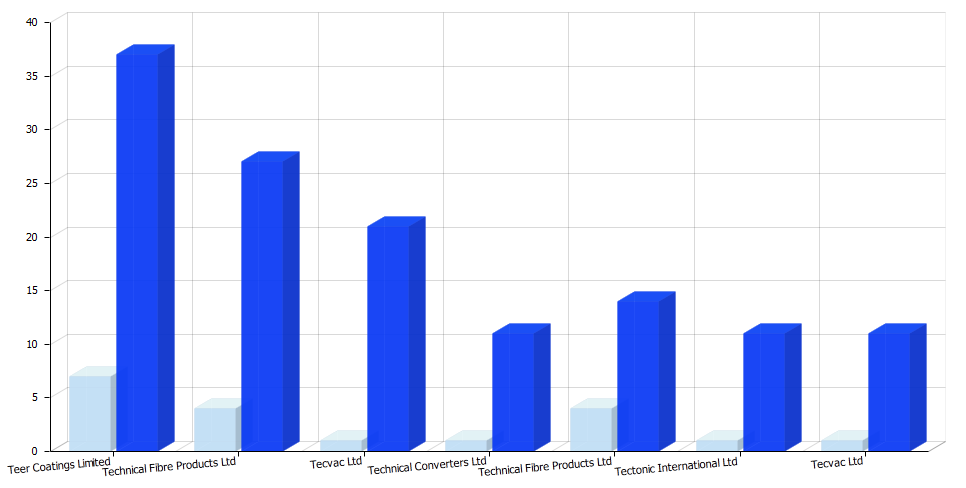 40
35
30
25
20
15
10
5
0
Teer Coatings Limited
Technical Fibre Products Ltd
Tecvac Ltd
Technical Converters Ltd
Technical Fibre Products Ltd
Tectonic International Ltd
Tecvac Ltd